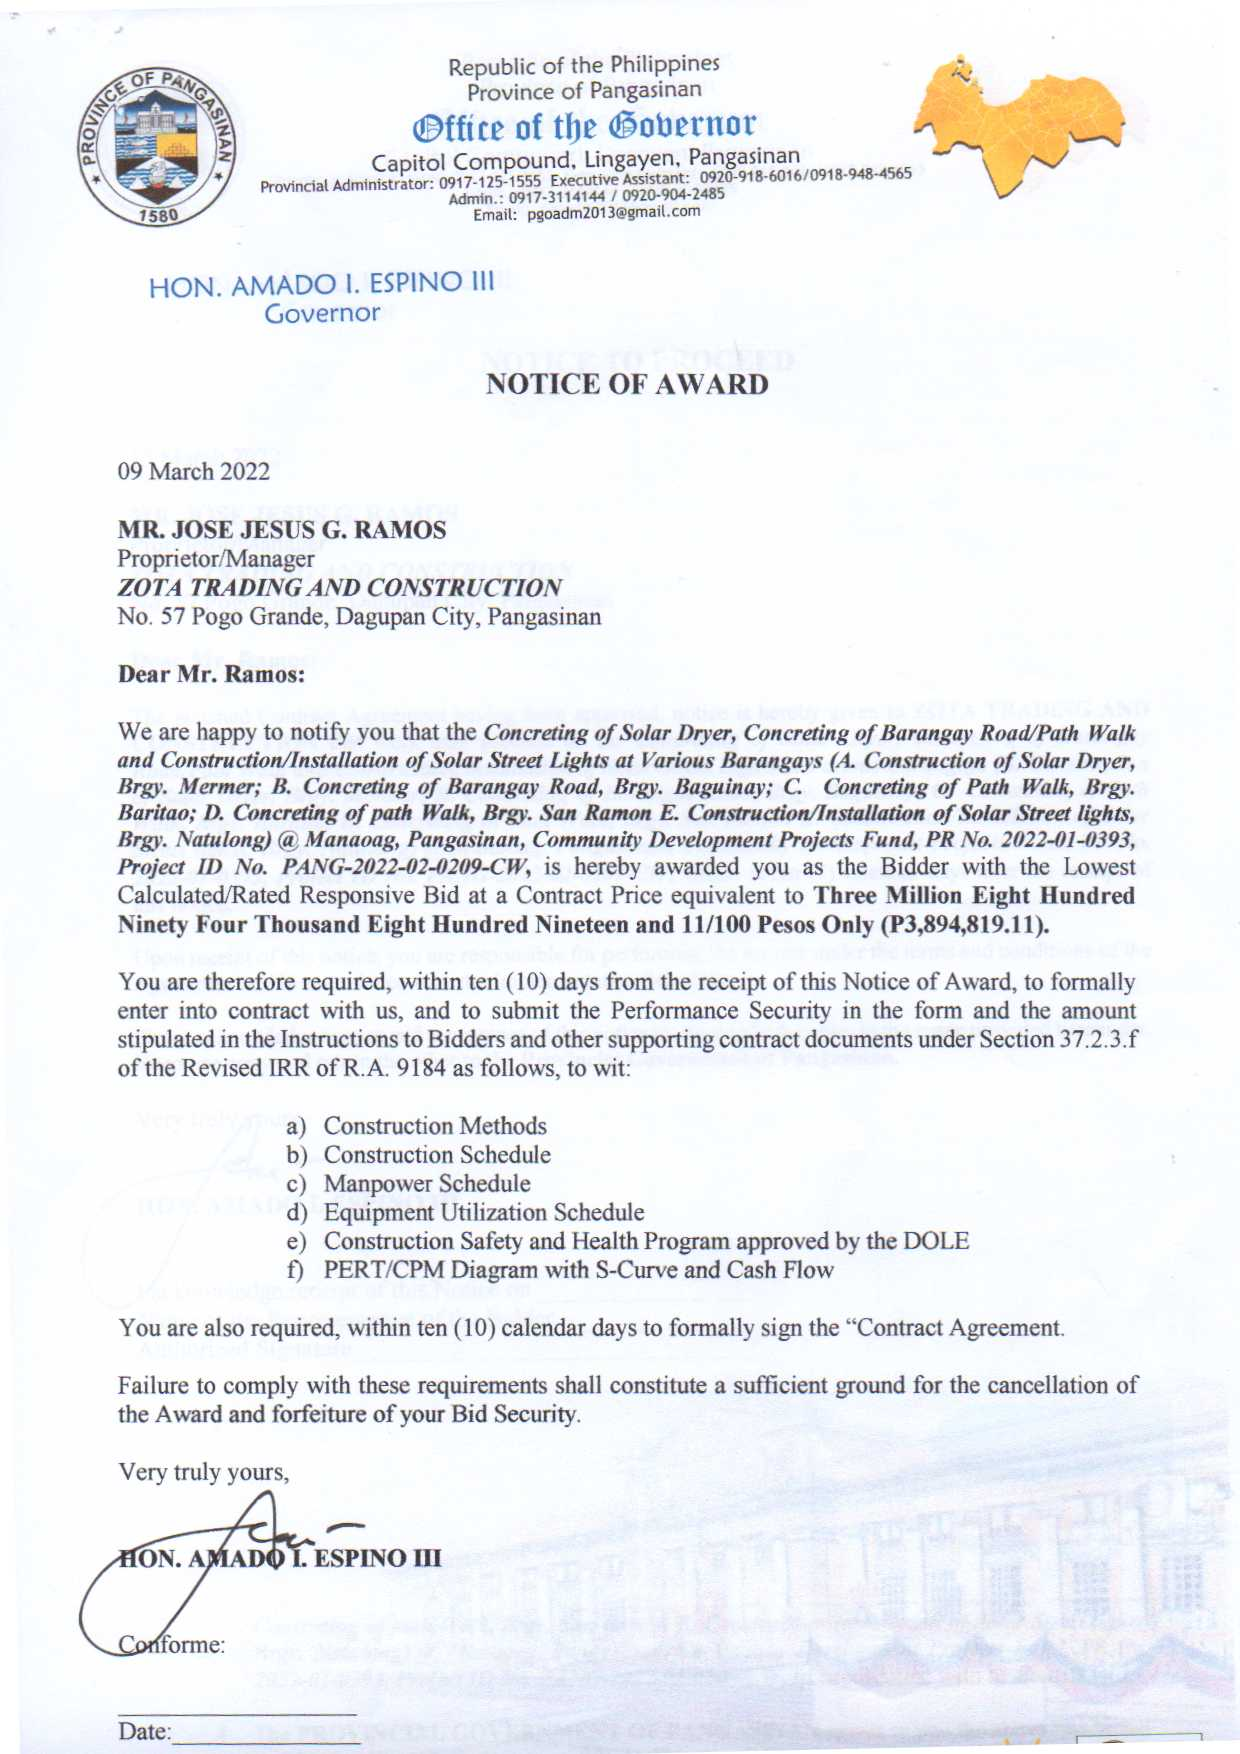 Republic of the Philippines
Province of Pangasinan
Office of the Governor
Capitol Compound, Lingayen, Pangasinan
Provincial Administrator: 0917-125-1555 Executive Assistant: 0920-918-6016/0918-948-4565
Admin.: 0917-3114144 / 0920-904-2485
Email: pgoadm2013@gmail.com
PROVINCE OF PANGASINAN
1580
HON. AMADO I. ESPINO III
Governor
NOTICE TO PROCEED
NOTICE OF AWARD
09 March 2022
MR. JOSE JESUS G. RAMOS
Proprietor/Manager
ZOTA TRADING AND CONSTRUCTION
No. 57 Pogo Grande, Dagupan City, Pangasinan
Dear Mr. Ramos:
We are happy to notify you that the Concreting of Solar Dryer, Concreting of Barangay Road/Path Walk
and Construction/Installation of Solar Street Lights at Various Barangays (A. Construction of Solar Dryer,
Brgy. Mermer; B. Concreting of Barangay Road, Brgy. Baguinay; C. Concreting of Path Walk, Brgy.
Baritao; D. Concreting of path Walk, Brgy. San Ramon E. Construction/Installation of Solar Street lights,
Brgy. Natulong) @ Manaoag, Pangasinan, Community Development Projects Fund, PR No. 2022-01-0393,
Project ID No. PANG-2022-02-0209-CW, is hereby awarded you as the Bidder with the Lowest
Calculated/Rated Responsive Bid at a Contract Price equivalent to Three Million Eight Hundred
Ninety Four Thousand Eight Hundred Nineteen and 11/100 Pesos Only (P3,894,819.11).
You are therefore required, within ten (10) days from the receipt of this Notice of Award, to formally
enter into contract with us, and to submit the Performance Security in the form and the amount
stipulated in the Instructions to Bidders and other supporting contract documents under Section 37.2.3.f
of the Revised IRR of R.A. 9184 as follows, to wit:
a) Construction Methods
b) Construction Schedule
c) Manpower Schedule
d) Equipment Utilization Schedule
e) Construction Safety and Health Program approved by the DOLE
f) PERT/CPM Diagram with S-Curve and Cash Flow
You are also required, within ten (10) calendar days to formally sign the “Contract Agreement.
Failure to comply with these requirements shall constitute a sufficient ground for the cancellation of
the Award and forfeiture of your Bid Security.
Very truly yours,
HON. AMADO I. ESPINO III
Conforme:
Date: